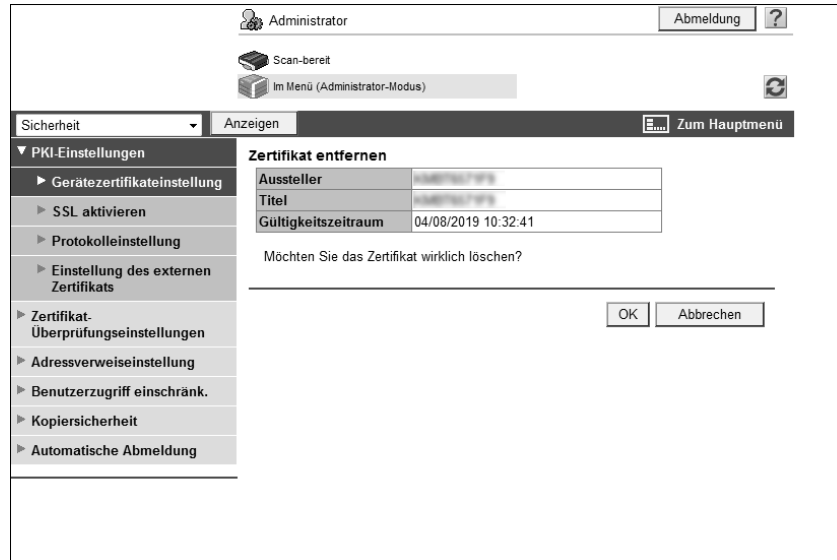 Administrator
Abmeldung
?
Scan-bereit
Im Menü (Administrator-Modus)
Sicherheit
Anzeigen
Zum Hauptmenü
PKI-Einstellungen
Gerätezertifikateinstellung
SSL aktivieren
Protokolleinstellung
Einstellung des externen
Zertifikats
Zertifikat-
Überprüfungseinstellungen
Adressverweiseinstellung
Benutzerzugriff einschränk.
Kopiersicherheit
Automatische Abmeldung
Zertifikat entfernen
Aussteller
Titel
Gültigkeitszeitraum 04/08/2019 10:32:41
Möchten Sie das Zertifikat wirklich löschen?
OK
Abbrechen